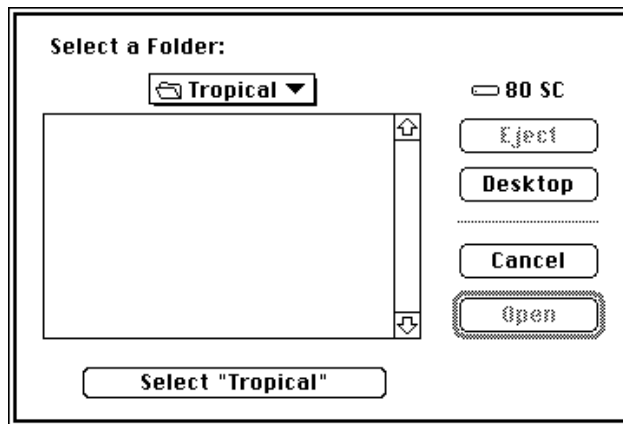 Select a Folder:
Tropical
80 SC
Eject
Desktop
Cancel
Open
Select "Tropical"